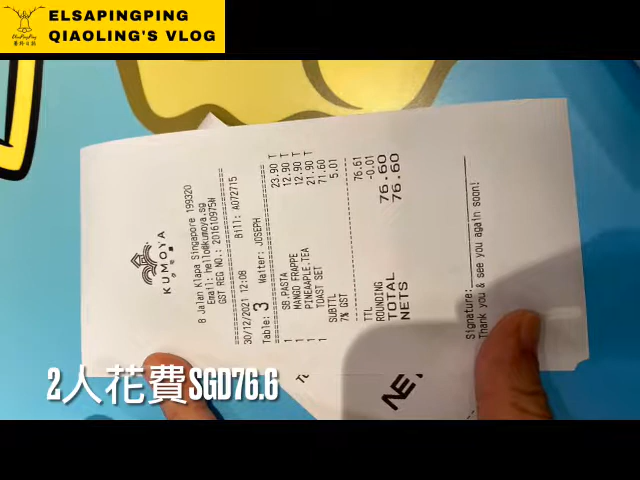 ELSAPINGPING
QIAOLING'S VLOG
KUMOYA
8 Jalan Klapa Singapore 199320
Email: hello@kumoya.sg
GST REG NO.: 201610975W
30/12/2021 12:08 Bill: A072715
Table: 3 Waiter: JOSEPH
1 SB.PASTA 23.90 T
1 MANGO FRAPPE 12.90 T
1 PINEAAPLE.TEA 12.90 T
1 TOAST SET 21.90 T
SUBTTL 71.60
7% GST 5.01
TTL 76.61
ROUNDING -0.01
TOTAL 76.60
NETS 76.60
Signature:
Thank you & see you again soon!
2人花費SGD76.6